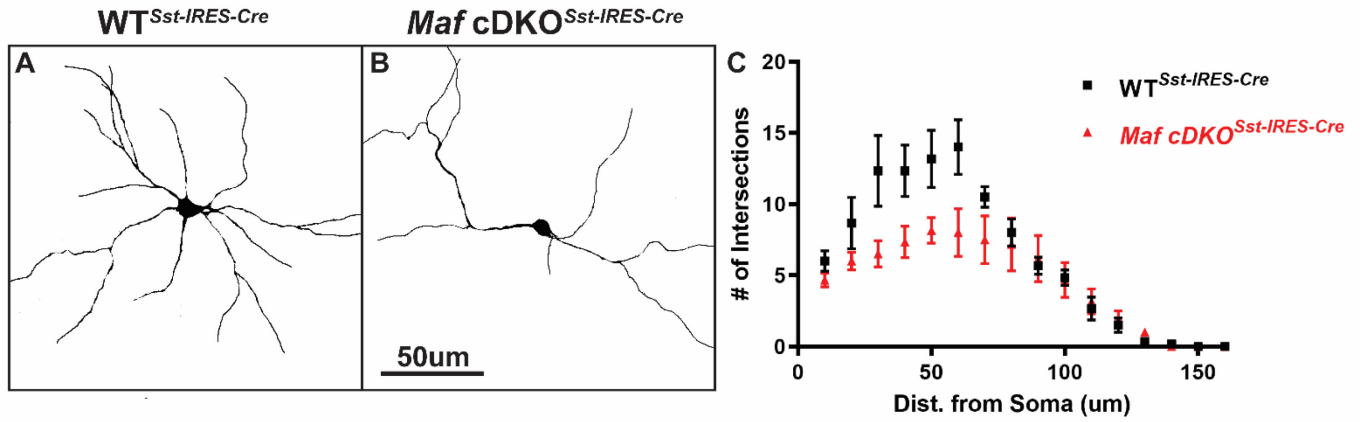 WT Sst-IRES-Cre
Maf cDKO Sst-IRES-Cre
A
B
50um
C
# of Intersections
20
15
10
5
0
0
50
100
150
Dist. from Soma (um)
WT Sst-IRES-Cre
Maf cDKO Sst-IRES-Cre